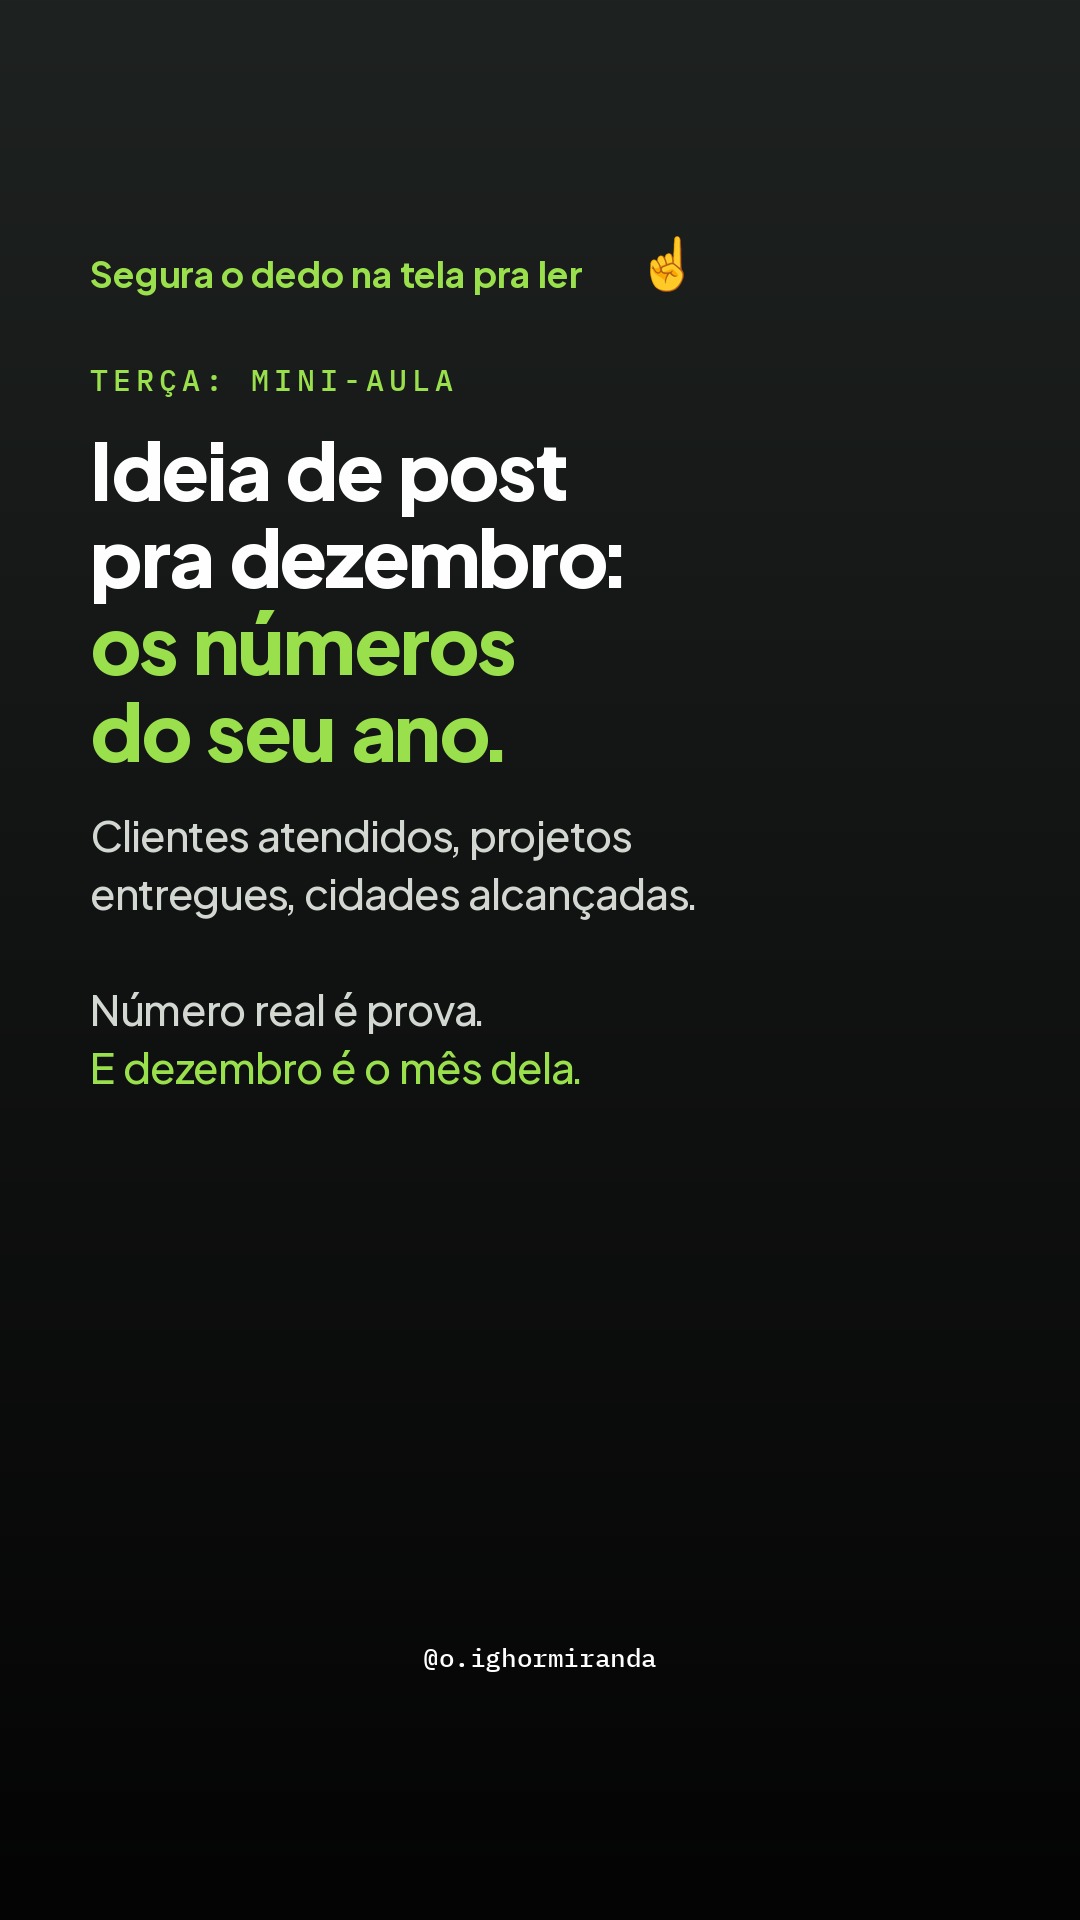 Segura o dedo na tela pra ler ☝️
TERÇA: MINI-AULA
Ideia de post
pra dezembro:
os números
do seu ano.
Clientes atendidos, projetos
entregues, cidades alcançadas.
Número real é prova.
E dezembro é o mês dela.
@o.ighormiranda